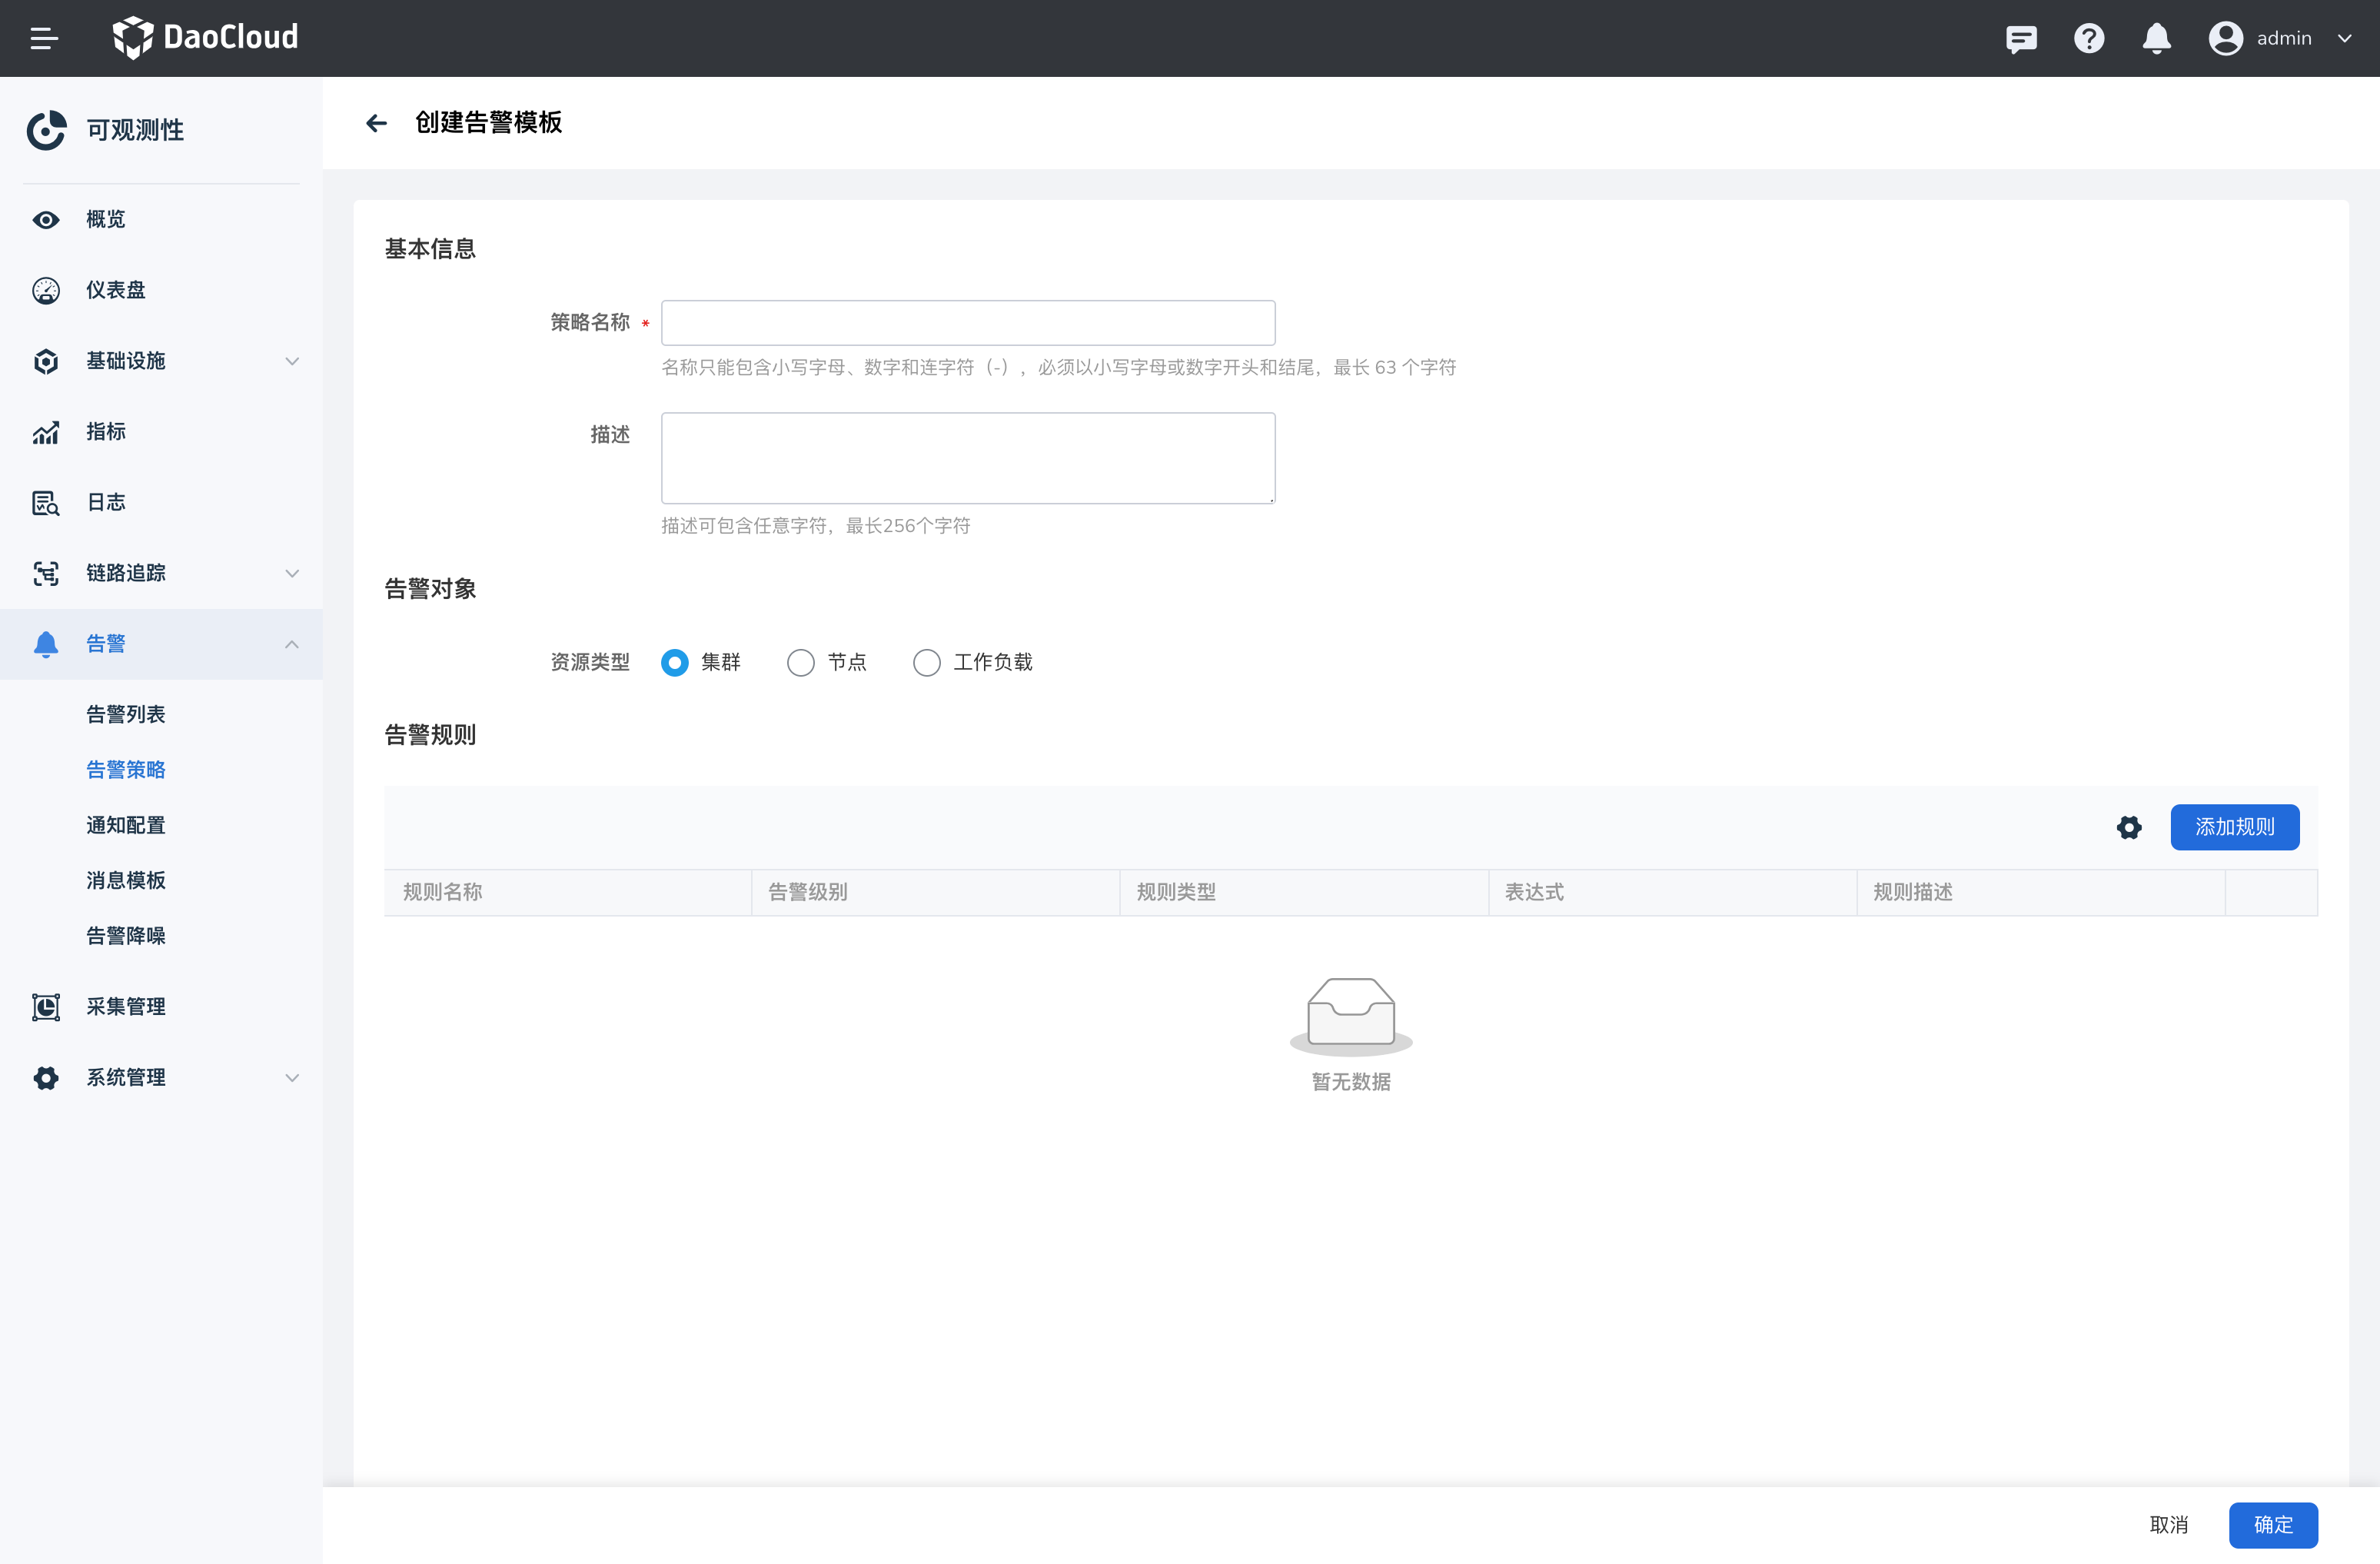 DaoCloud
admin
可观测性
概览
仪表盘
基础设施
指标
日志
链路追踪
告警
告警列表
告警策略
通知配置
消息模板
告警降噪
采集管理
系统管理
创建告警模板
基本信息
策略名称 *
名称只能包含小写字母、数字和连字符（-），必须以小写字母或数字开头和结尾，最长 63 个字符
描述
描述可包含任意字符，最长256个字符
告警对象
资源类型 集群 节点 工作负载
告警规则
添加规则
规则名称 告警级别 规则类型 表达式 规则描述
暂无数据
取消 确定